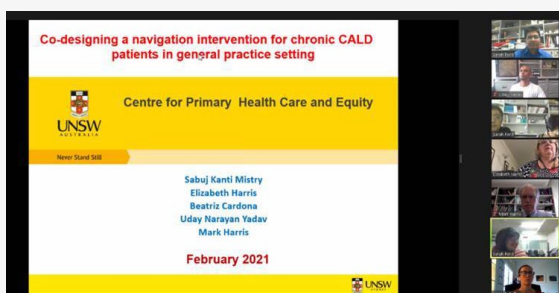 Co-designing a navigation intervention for chronic CALD
patients in general practice setting
Centre for Primary Health Care and Equity
UNSW
AUSTRALIA
Never Stand Still
Sabuj Kanti Mistry
Elizabeth Harris
Beatriz Cardona
Uday Narayan Yadav
Mark Harris
February 2021
UNSW